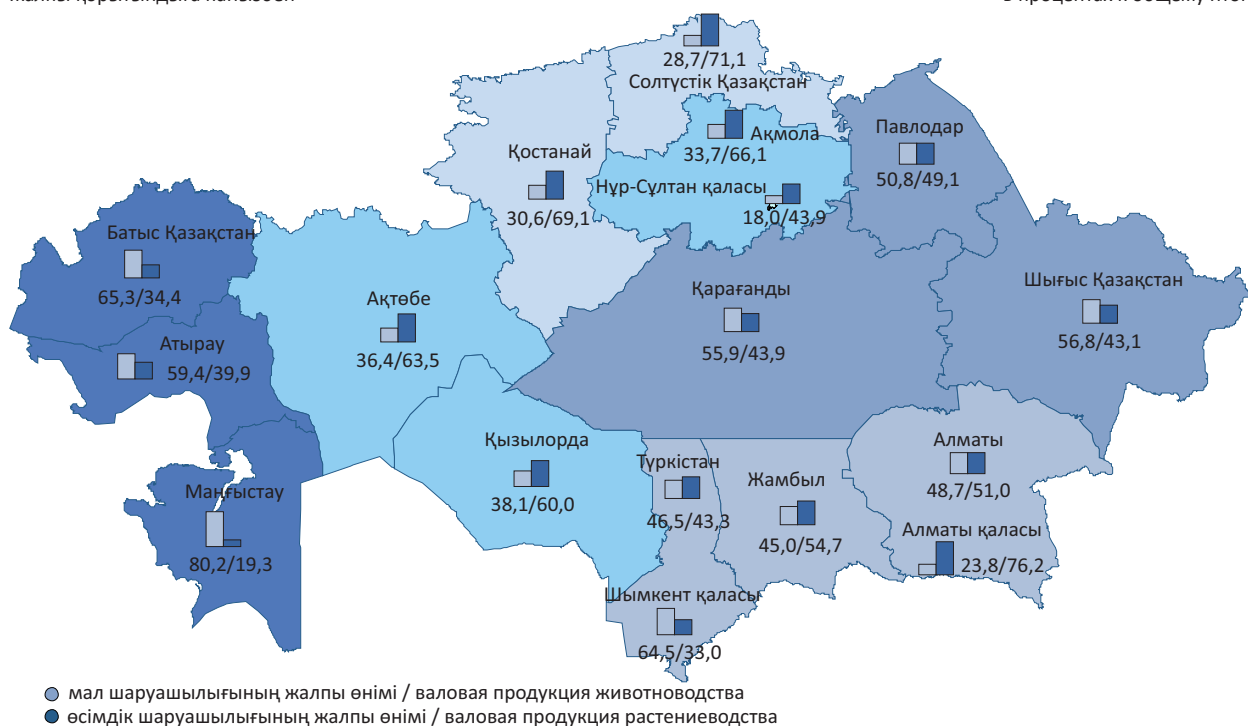 28,7/71,1
Солтүстік Қазақстан
Ақмола
33,7/66,1
Павлодар
50,8/49,1
Қостанай
30,6/69,1
Нұр-Сұлтан қаласы
18,0/43,9
Батыс Қазақстан
65,3/34,4
Ақтөбе
36,4/63,5
Қарағанды
55,9/43,9
Шығыс Қазақстан
56,8/43,1
Атырау
59,4/39,9
Қызылорда
38,1/60,0
Түркістан
46,5/43,3
Жамбыл
45,0/54,7
Алматы
48,7/51,0
Маңғыстау
80,2/19,3
Алматы қаласы
23,8/76,2
Шымкент қаласы
64,5/33,0
мал шаруашылығының жалпы өнімі / валовая продукция животноводства
өсімдік шаруашылығының жалпы өнімі / валовая продукция растениеводства